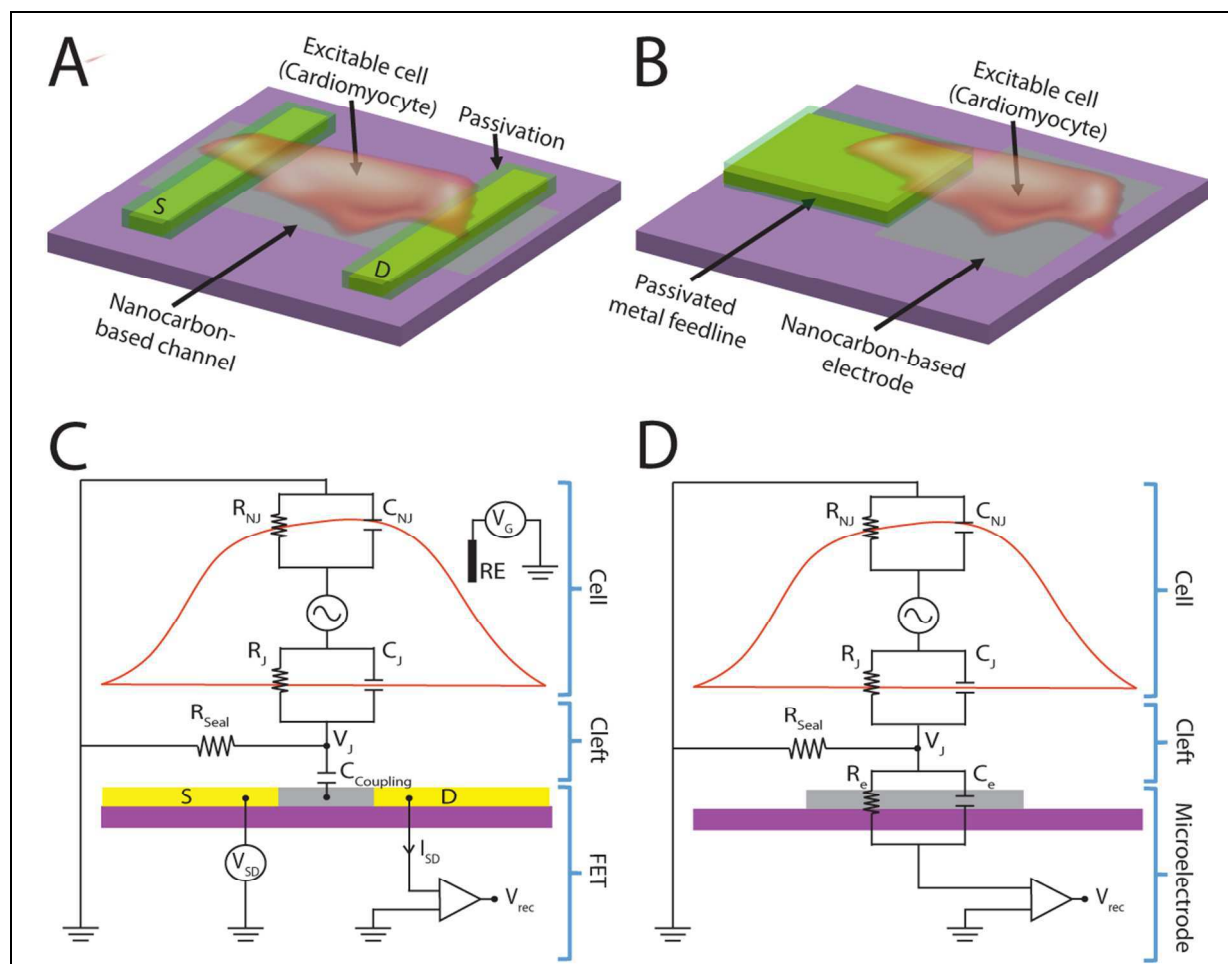 A
Excitable cell
(Cardiomyocyte)
Passivation
S
D
Nanocarbon-
based channel
B
Excitable cell
(Cardiomyocyte)
Passivated
metal feedline
Nanocarbon-based
electrode
C
R_NJ
C_NJ
V_G
RE
R_J
C_J
Cell
R_Seal
V_J
C_Coupling
Cleft
S
D
V_SD
I_SD
V_rec
FET
D
R_NJ
C_NJ
R_J
C_J
Cell
R_Seal
V_J
Cleft
R_e
C_e
V_rec
Microelectrode